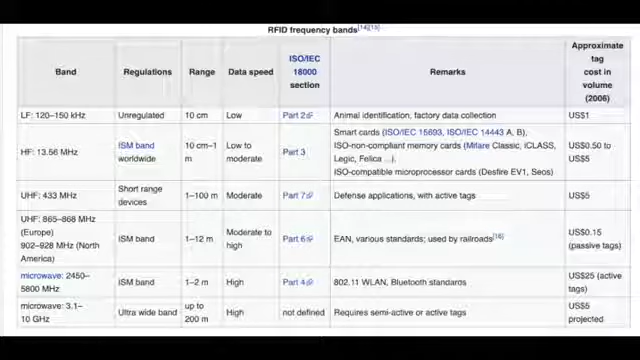 RFID frequency bands[14][15]
Band Regulations Range Data speed ISO/IEC 18000 section Remarks Approximate tag cost in volume (2006)
LF: 120–150 kHz Unregulated 10 cm Low Part 2 Animal identification, factory data collection US$1
HF: 13.56 MHz ISM band worldwide 10 cm–1 m Low to moderate Part 3 Smart cards (ISO/IEC 15693, ISO/IEC 14443 A, B), ISO-non-compliant memory cards (Mifare Classic, iCLASS, Legic, Felica ...), ISO-compatible microprocessor cards (Desfire EV1, Seos) US$0.50 to US$5
UHF: 433 MHz Short range devices 1–100 m Moderate Part 7 Defense applications, with active tags US$5
UHF: 865–868 MHz (Europe) 902–928 MHz (North America) ISM band 1–12 m Moderate to high Part 6 EAN, various standards; used by railroads[16] US$0.15 (passive tags)
microwave: 2450–5800 MHz ISM band 1–2 m High Part 4 802.11 WLAN, Bluetooth standards US$25 (active tags)
microwave: 3.1–10 GHz Ultra wide band up to 200 m High not defined Requires semi-active or active tags US$5 projected